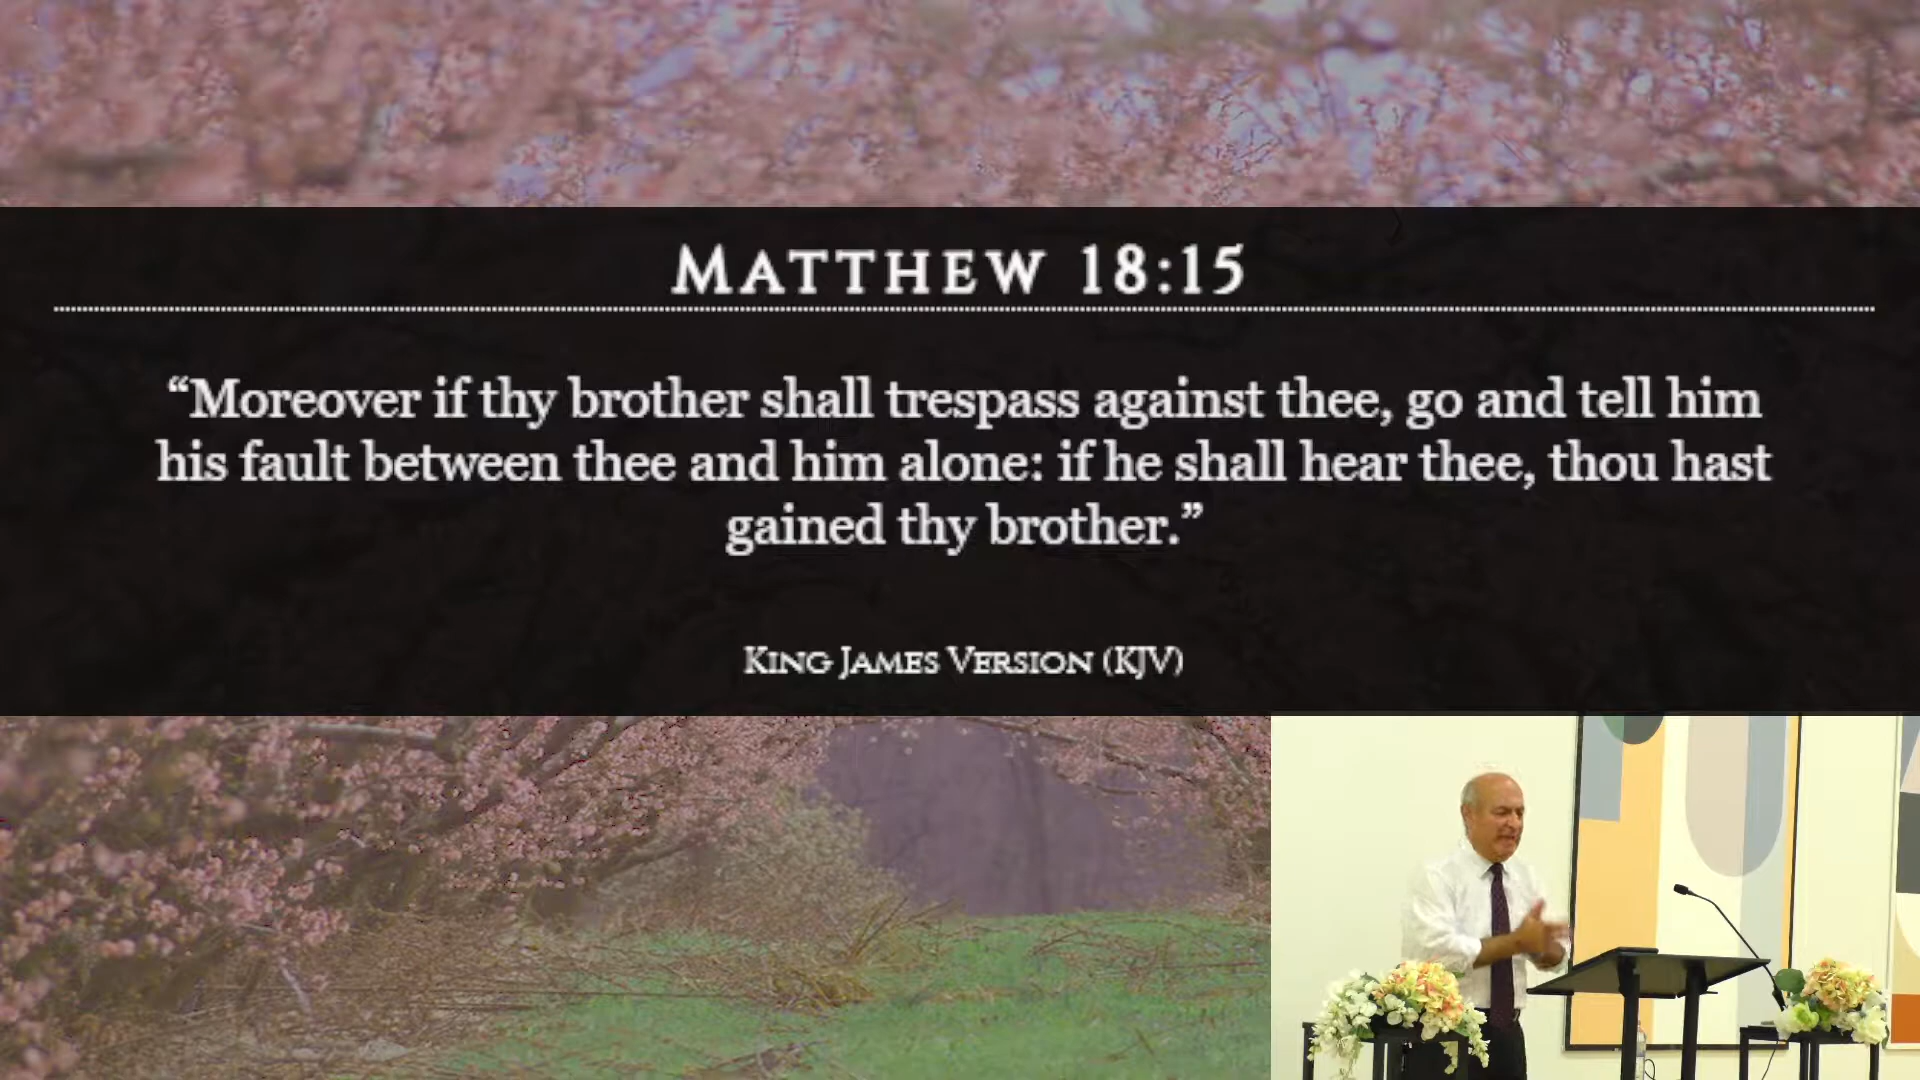 MATTHEW 18:15
“Moreover if thy brother shall trespass against thee, go and tell him
his fault between thee and him alone: if he shall hear thee, thou hast
gained thy brother.”
KING JAMES VERSION (KJV)